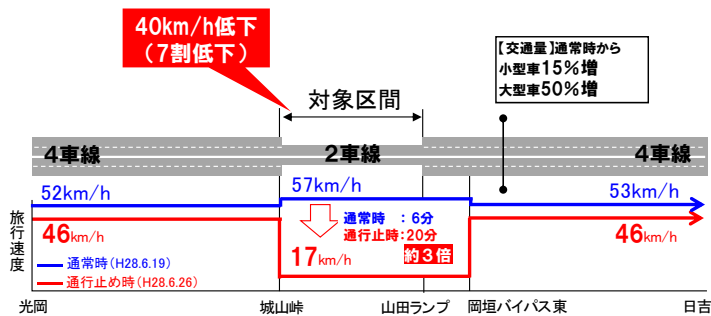 40km/h低下
（7割低下）
【交通量】通常時から
小型車15％増
大型車50％増
対象区間
4車線
2車線
4車線
52km/h
57km/h
53km/h
旅行速度
46km/h
通常時 ：6分
通行止時：20分
17km/h
約３倍
46km/h
通常時（H28.6.19）
通行止め時（H28.6.26）
光岡
城山峠
山田ランプ
岡垣バイパス東
日吉